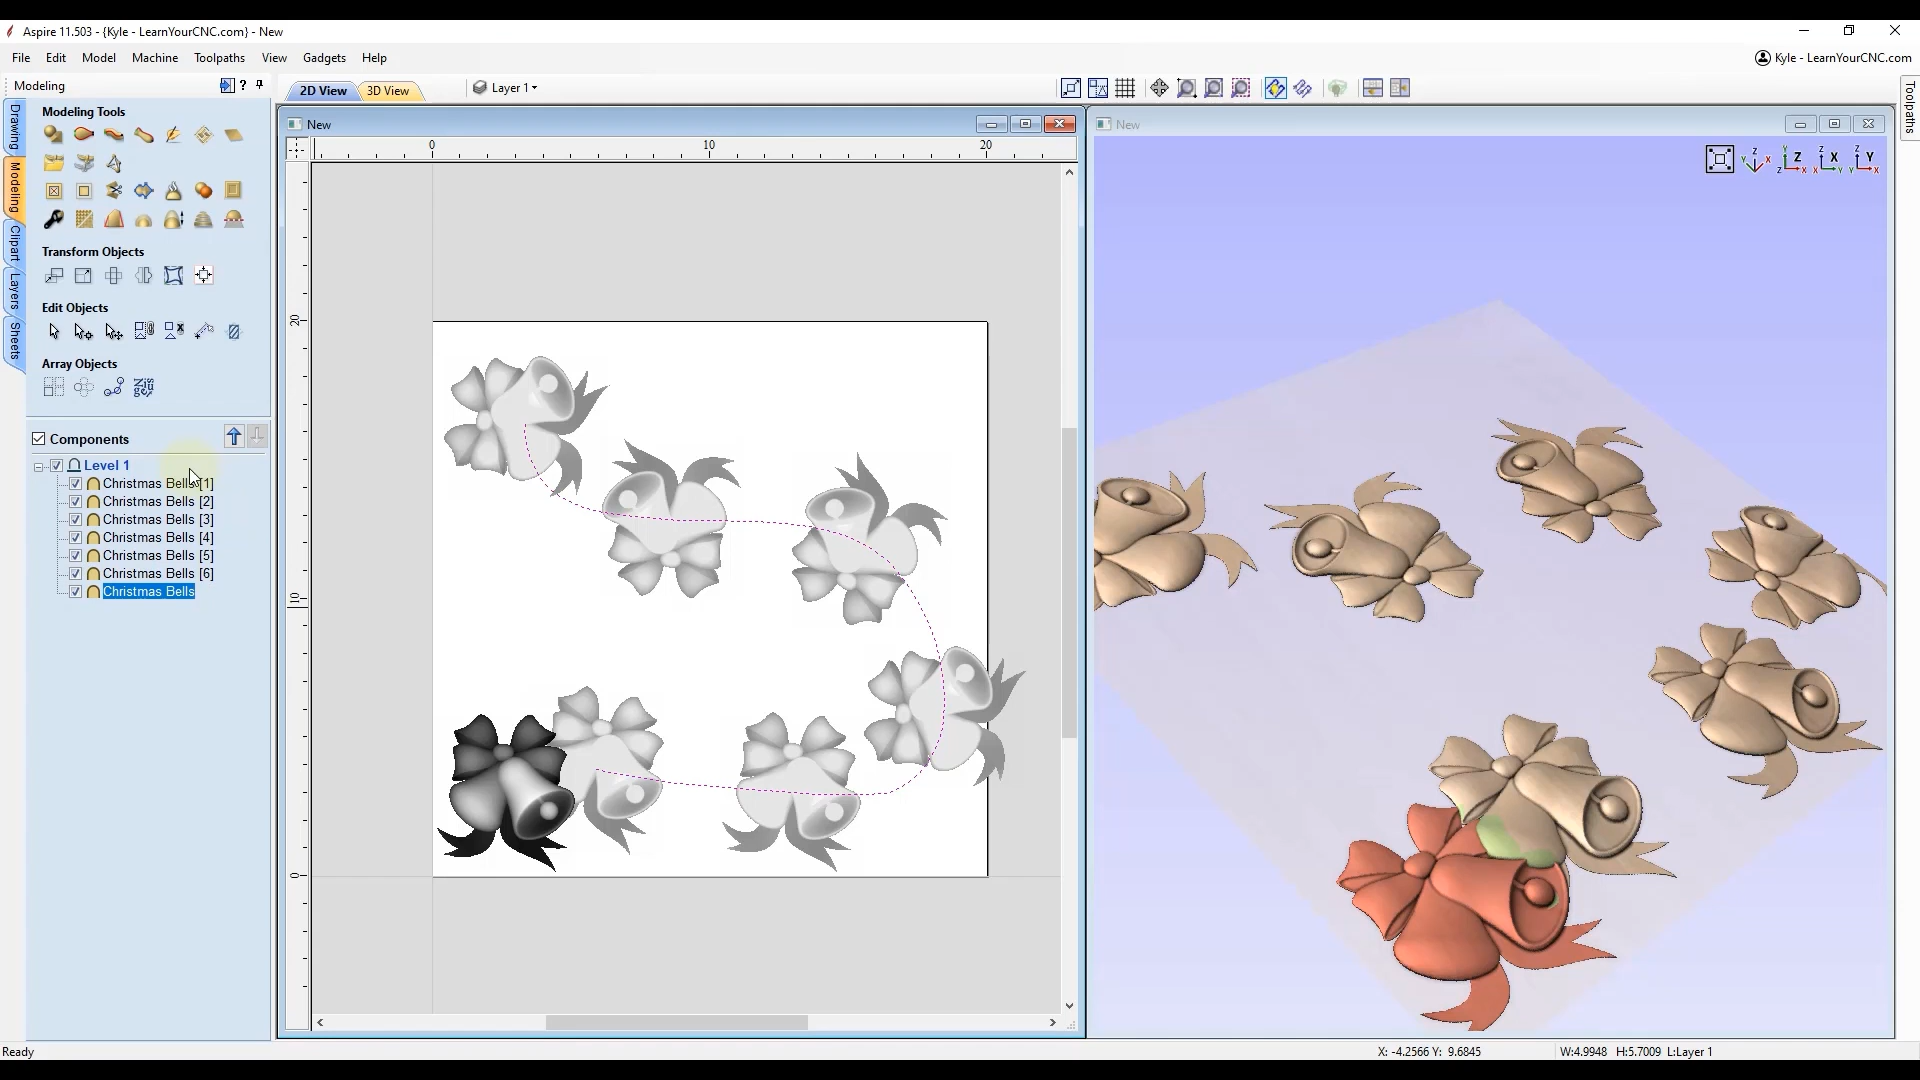 Aspire 11.503 - {Kyle - LearnYourCNC.com} - New
File Edit Model Machine Toolpaths View Gadgets Help
Kyle - LearnYourCNC.com
Modeling
?
2D View
3D View
Layer 1
Toolpaths
Drawing
Modeling
Clipart
Layers
Sheets
Modeling Tools
Transform Objects
Edit Objects
Array Objects
Components
Level 1
Christmas Bells [1]
Christmas Bells [2]
Christmas Bells [3]
Christmas Bells [4]
Christmas Bells [5]
Christmas Bells [6]
Christmas Bells
New
0 10 20
20
10
0
New
Ready
X: -4.2566 Y: 9.6845
W:4.9948 H:5.7009 L:Layer 1